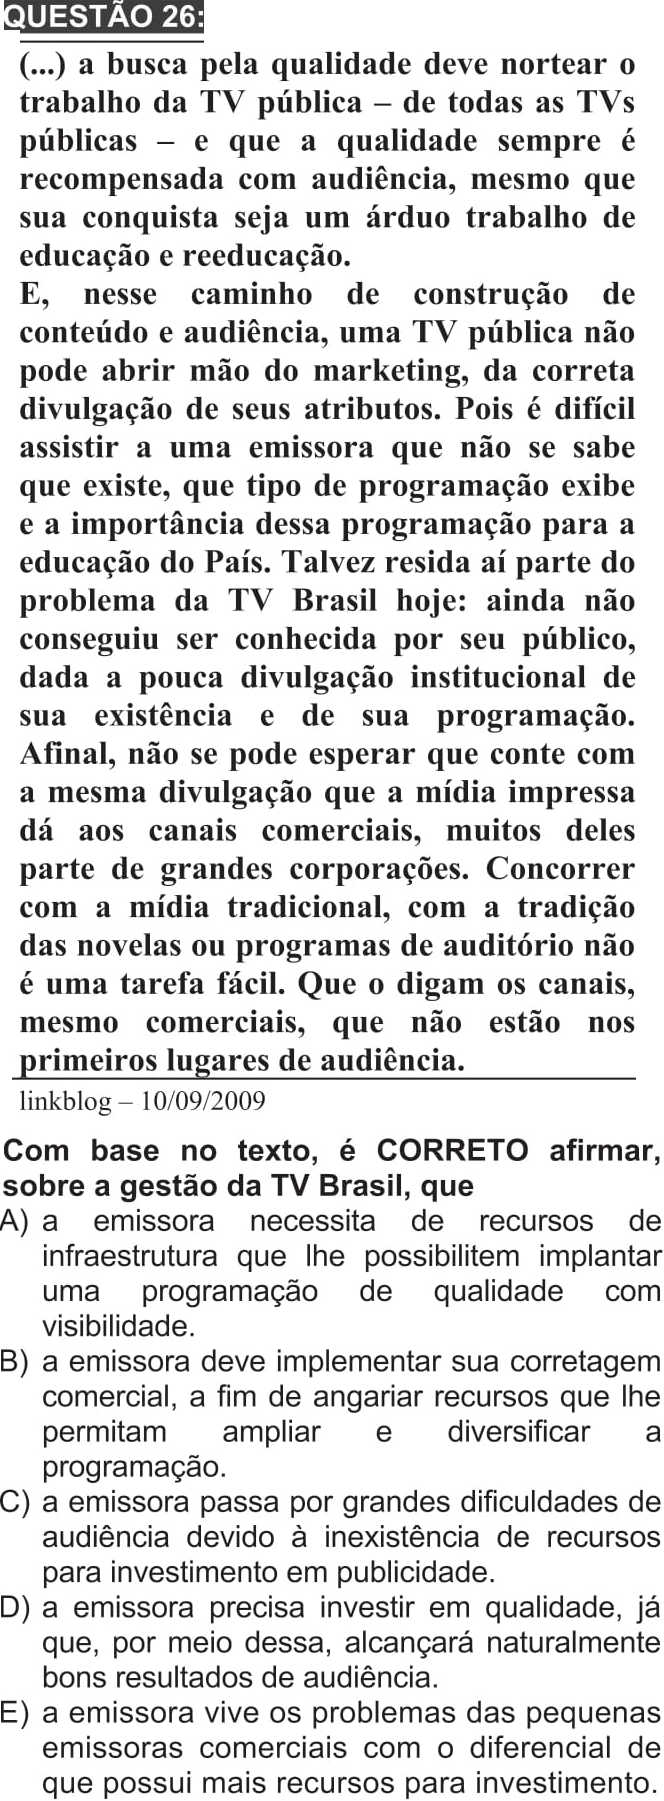 QUESTÃO 26:
(...) a busca pela qualidade deve nortear o
trabalho da TV pública – de todas as TVs
públicas – e que a qualidade sempre é
recompensada com audiência, mesmo que
sua conquista seja um árduo trabalho de
educação e reeducação.
E, nesse caminho de construção de
conteúdo e audiência, uma TV pública não
pode abrir mão do marketing, da correta
divulgação de seus atributos. Pois é difícil
assistir a uma emissora que não se sabe
que existe, que tipo de programação exibe
e a importância dessa programação para a
educação do País. Talvez resida aí parte do
problema da TV Brasil hoje: ainda não
conseguiu ser conhecida por seu público,
dada a pouca divulgação institucional de
sua existência e de sua programação.
Afinal, não se pode esperar que conte com
a mesma divulgação que a mídia impressa
dá aos canais comerciais, muitos deles
parte de grandes corporações. Concorrer
com a mídia tradicional, com a tradição
das novelas ou programas de auditório não
é uma tarefa fácil. Que o digam os canais,
mesmo comerciais, que não estão nos
primeiros lugares de audiência.
linkblog – 10/09/2009
Com base no texto, é CORRETO afirmar,
sobre a gestão da TV Brasil, que
A) a emissora necessita de recursos de
infraestrutura que lhe possibilitem implantar
uma programação de qualidade com
visibilidade.
B) a emissora deve implementar sua corretagem
comercial, a fim de angariar recursos que lhe
permitam ampliar e diversificar a
programação.
C) a emissora passa por grandes dificuldades de
audiência devido à inexistência de recursos
para investimento em publicidade.
D) a emissora precisa investir em qualidade, já
que, por meio dessa, alcançará naturalmente
bons resultados de audiência.
E) a emissora vive os problemas das pequenas
emissoras comerciais com o diferencial de
que possui mais recursos para investimento.